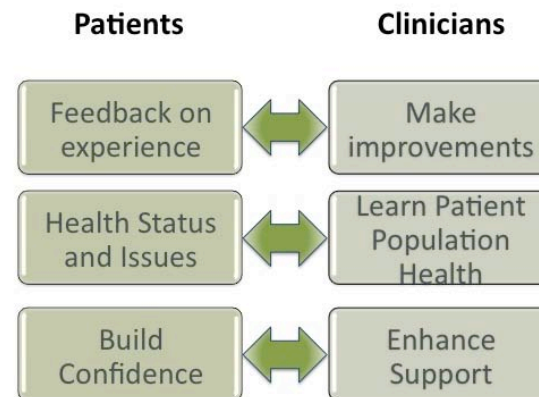 Patients
Clinicians
Feedback on
experience
Make
improvements
Health Status
and Issues
Learn Patient
Population
Health
Build
Confidence
Enhance
Support